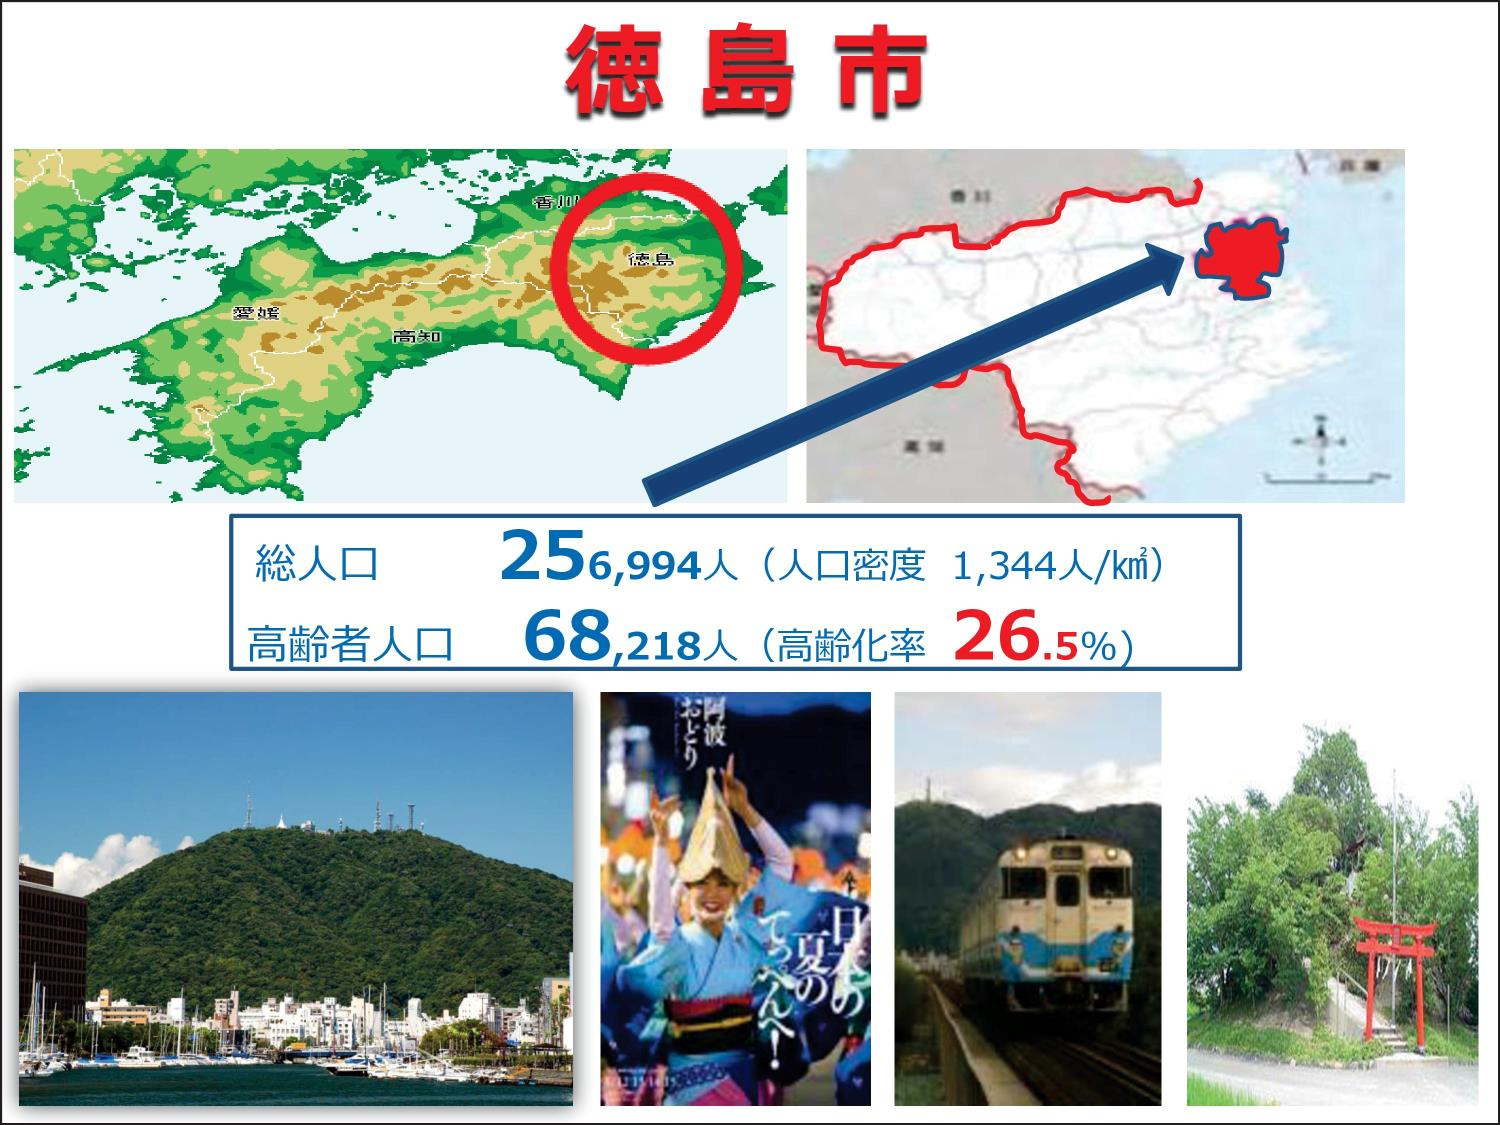 徳島市
香川
徳島
愛媛
高知
兵庫
香川
高知
総人口 256,994人（人口密度 1,344人/㎢）
高齢者人口 68,218人（高齢化率 26.5%)
阿波
おどり
日本の
夏の
てっぺんへ！